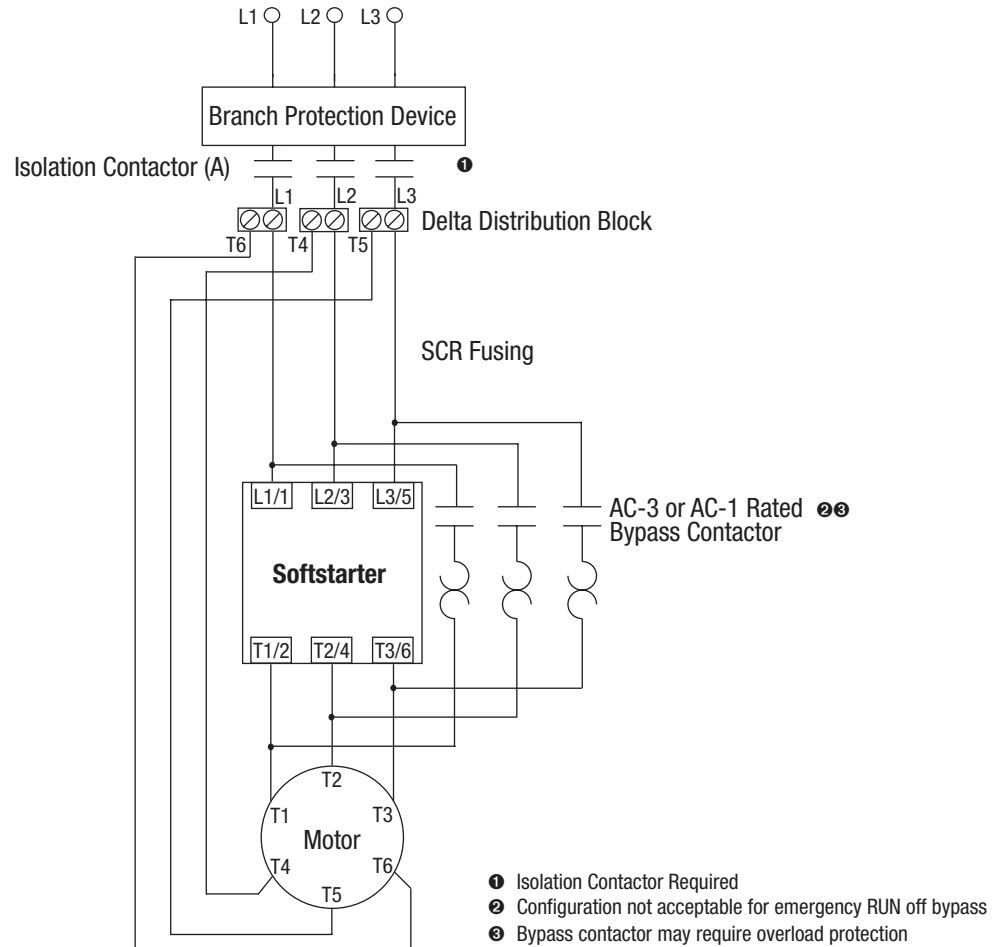 L1 L2 L3
Branch Protection Device
Isolation Contactor (A) ❶
L1 L2 L3
Delta Distribution Block
T6 T4 T5
SCR Fusing
L1/1 L2/3 L3/5
AC-3 or AC-1 Rated ❷❸
Bypass Contactor
Softstarter
T1/2 T2/4 T3/6
T2
T1 T3
Motor
T4 T6
T5
❶ Isolation Contactor Required
❷ Configuration not acceptable for emergency RUN off bypass
❸ Bypass contactor may require overload protection